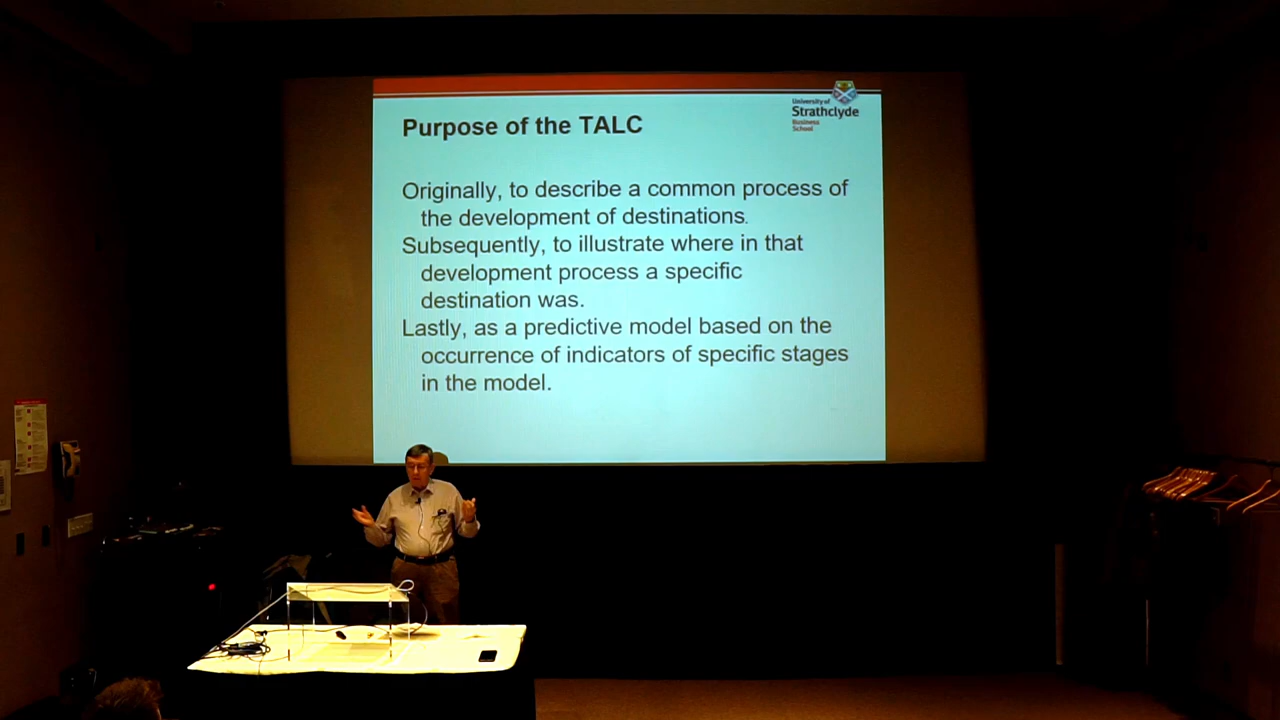 University of
Strathclyde
Business
School
Purpose of the TALC
Originally, to describe a common process of
the development of destinations.
Subsequently, to illustrate where in that
development process a specific
destination was.
Lastly, as a predictive model based on the
occurrence of indicators of specific stages
in the model.